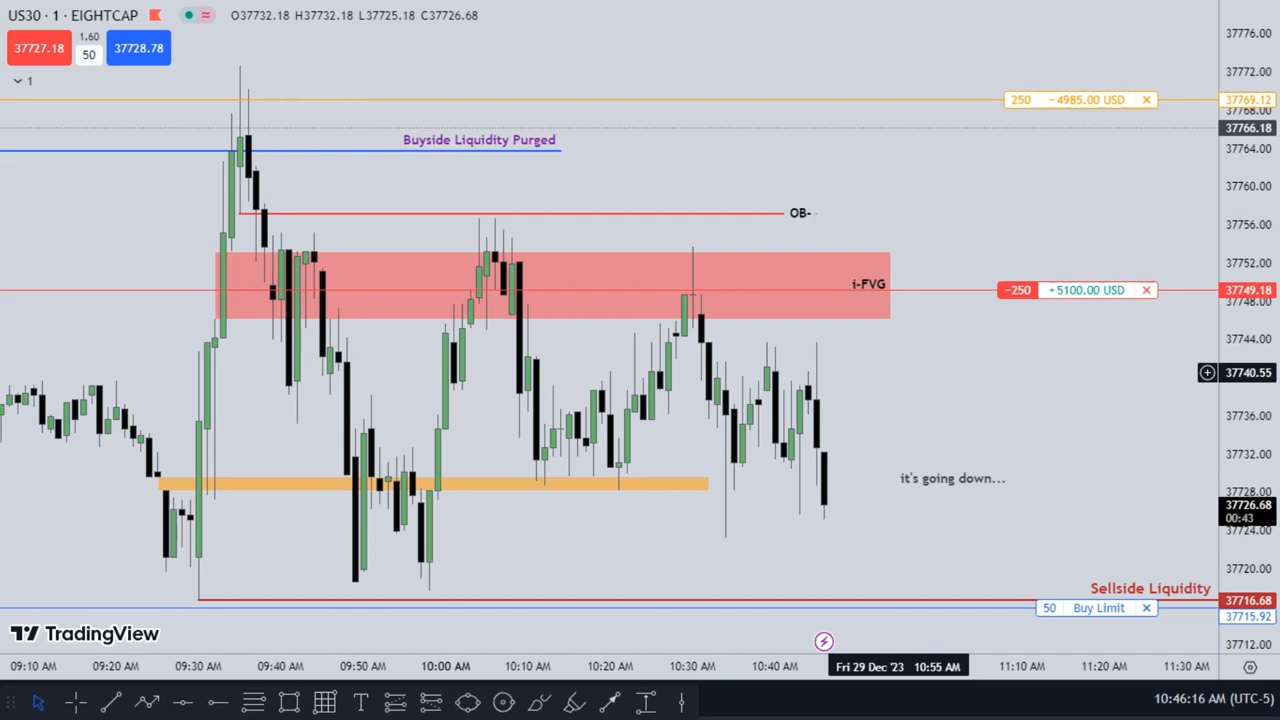 US30 · 1 · EIGHTCAP O37732.18 H37732.18 L37725.18 C37726.68
37727.18 1.60 50 37728.78
1
37776.00
37772.00
250 −4985.00 USD 37769.12
37768.00
37766.18
Buyside Liquidity Purged
37764.00
37760.00
OB-
37756.00
37752.00
i-FVG
−250 +5100.00 USD 37749.18
37748.00
37744.00
37740.55
37736.00
37732.00
it's going down...
37728.00
37726.68
00:43
37724.00
37720.00
Sellside Liquidity
37716.68
50 Buy Limit 37715.92
TradingView
37712.00
09:10 AM 09:20 AM 09:30 AM 09:40 AM 09:50 AM 10:00 AM 10:10 AM 10:20 AM 10:30 AM 10:40 AM Fri 29 Dec '23 10:55 AM 11:10 AM 11:20 AM 11:30 AM
10:46:16 AM (UTC-5)